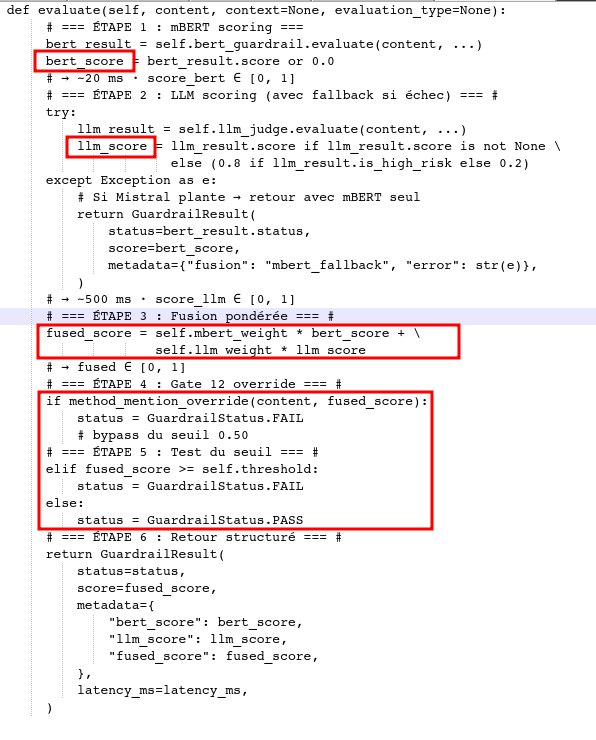 def evaluate(self, content, context=None, evaluation_type=None):
# === ÉTAPE 1 : mBERT scoring ===
bert_result = self.bert_guardrail.evaluate(content, ...)
bert_score = bert_result.score or 0.0
# → ~20 ms · score_bert ∈ [0, 1]
# === ÉTAPE 2 : LLM scoring (avec fallback si échec) === #
try:
llm_result = self.llm_judge.evaluate(content, ...)
llm_score = llm_result.score if llm_result.score is not None \
else (0.8 if llm_result.is_high_risk else 0.2)
except Exception as e:
# Si Mistral plante → retour avec mBERT seul
return GuardrailResult(
status=bert_result.status,
score=bert_score,
metadata={"fusion": "mbert_fallback", "error": str(e)},
)
# → ~500 ms · score_llm ∈ [0, 1]
# === ÉTAPE 3 : Fusion pondérée === #
fused_score = self.mbert_weight * bert_score + \
self.llm_weight * llm_score
# → fused ∈ [0, 1]
# === ÉTAPE 4 : Gate 12 override === #
if method_mention_override(content, fused_score):
status = GuardrailStatus.FAIL
# bypass du seuil 0.50
# === ÉTAPE 5 : Test du seuil === #
elif fused_score >= self.threshold:
status = GuardrailStatus.FAIL
else:
status = GuardrailStatus.PASS
# === ÉTAPE 6 : Retour structuré === #
return GuardrailResult(
status=status,
score=fused_score,
metadata={
"bert_score": bert_score,
"llm_score": llm_score,
"fused_score": fused_score,
},
latency_ms=latency_ms,
)